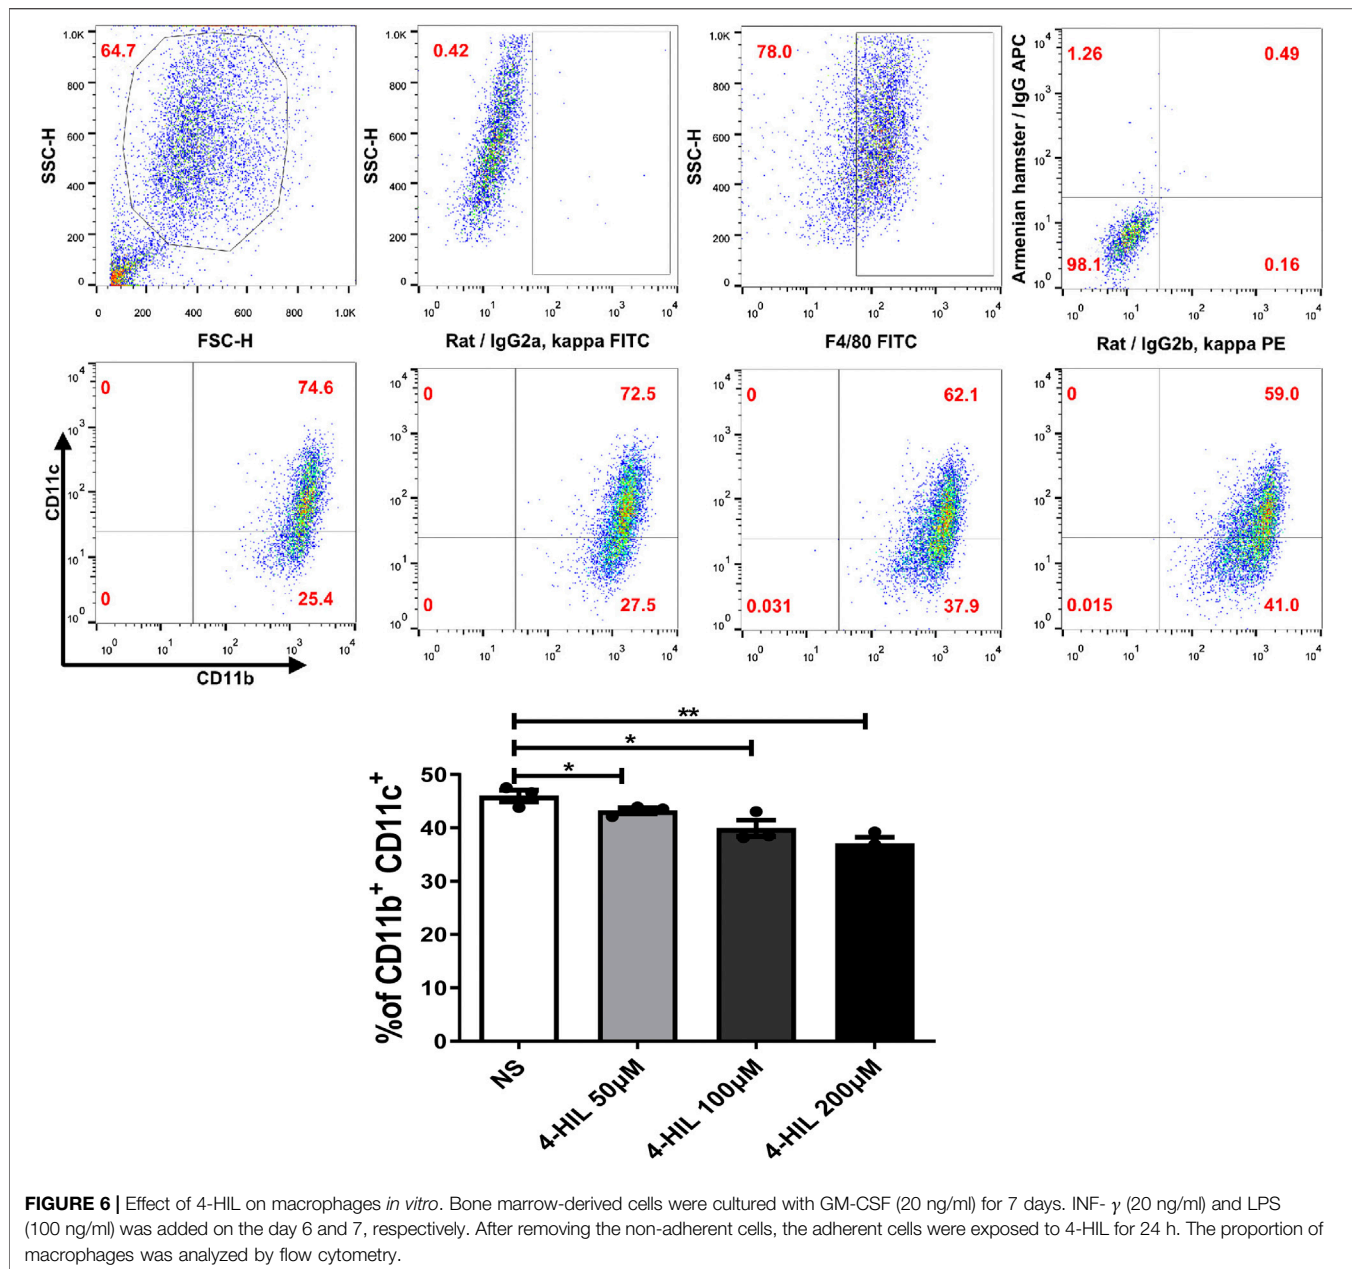 64.7
1.0K
800
600
400
200
0
SSC-H
0 200 400 600 800 1.0K
FSC-H
0.42
1.0K
800
600
400
200
0
SSC-H
10^0 10^1 10^2 10^3 10^4
Rat / IgG2a, kappa FITC
78.0
1.0K
800
600
400
200
0
SSC-H
10^0 10^1 10^2 10^3 10^4
F4/80 FITC
1.26 0.49
98.1 0.16
10^4
10^3
10^2
10^1
10^0
Armenian hamster / IgG APC
10^0 10^1 10^2 10^3 10^4
Rat / IgG2b, kappa PE
0 74.6
0 25.4
10^4
10^3
10^2
10^1
10^0
CD11c
10^0 10^1 10^2 10^3 10^4
CD11b
0 72.5
0 27.5
10^4
10^3
10^2
10^1
10^0
10^0 10^1 10^2 10^3 10^4
0 62.1
0.031 37.9
10^4
10^3
10^2
10^1
10^0
10^0 10^1 10^2 10^3 10^4
0 59.0
0.015 41.0
10^4
10^3
10^2
10^1
10^0
10^0 10^1 10^2 10^3 10^4
**
*
*
%of CD11b+ CD11c+
50
40
30
20
10
0
NS
4-HIL 50μM
4-HIL 100μM
4-HIL 200μM
FIGURE 6 | Effect of 4-HIL on macrophages in vitro. Bone marrow-derived cells were cultured with GM-CSF (20 ng/ml) for 7 days. INF- γ (20 ng/ml) and LPS
(100 ng/ml) was added on the day 6 and 7, respectively. After removing the non-adherent cells, the adherent cells were exposed to 4-HIL for 24 h. The proportion of
macrophages was analyzed by flow cytometry.